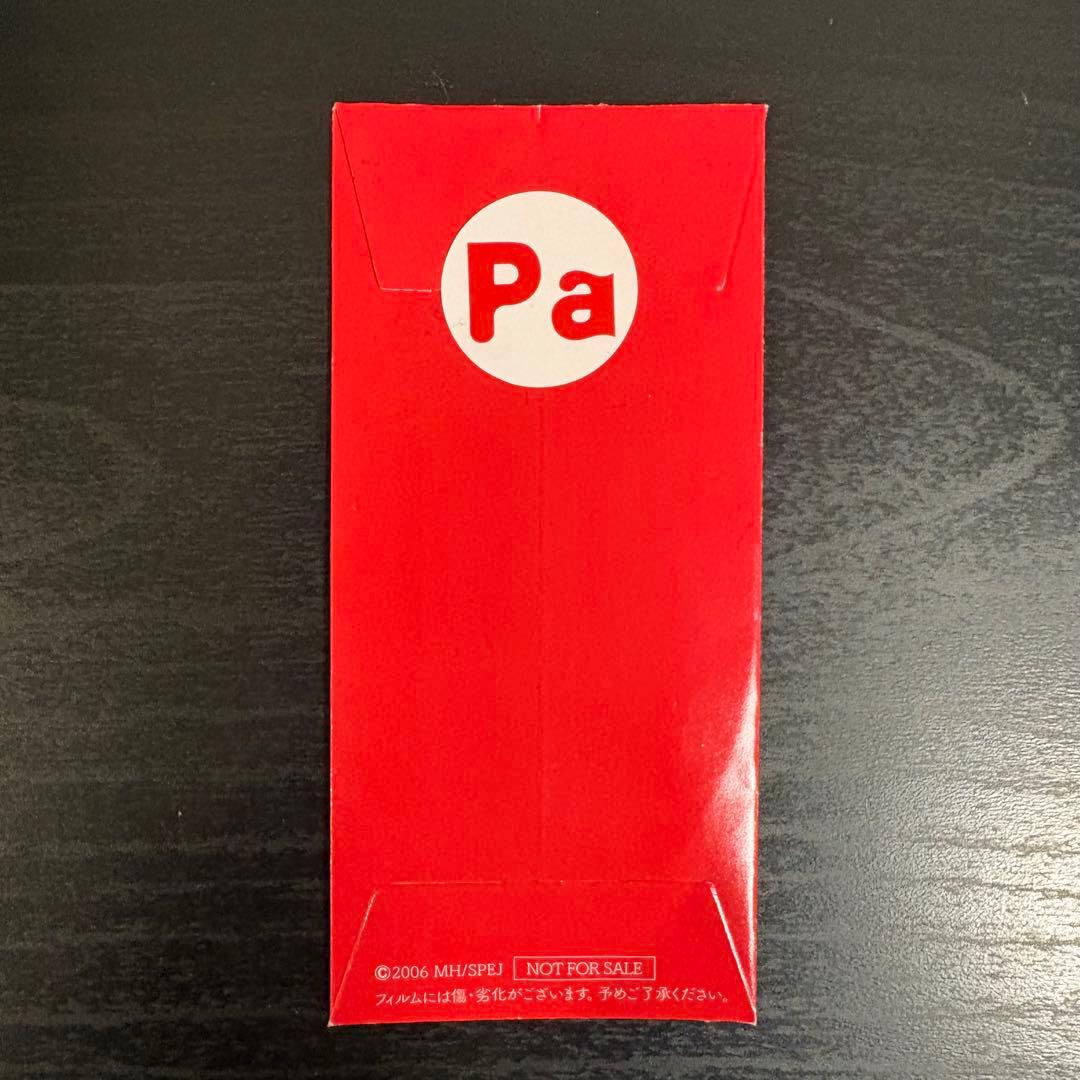 Pa
©2006 MH/SPEJ NOT FOR SALE
フィルムには傷・劣化がございます。予めご了承ください。